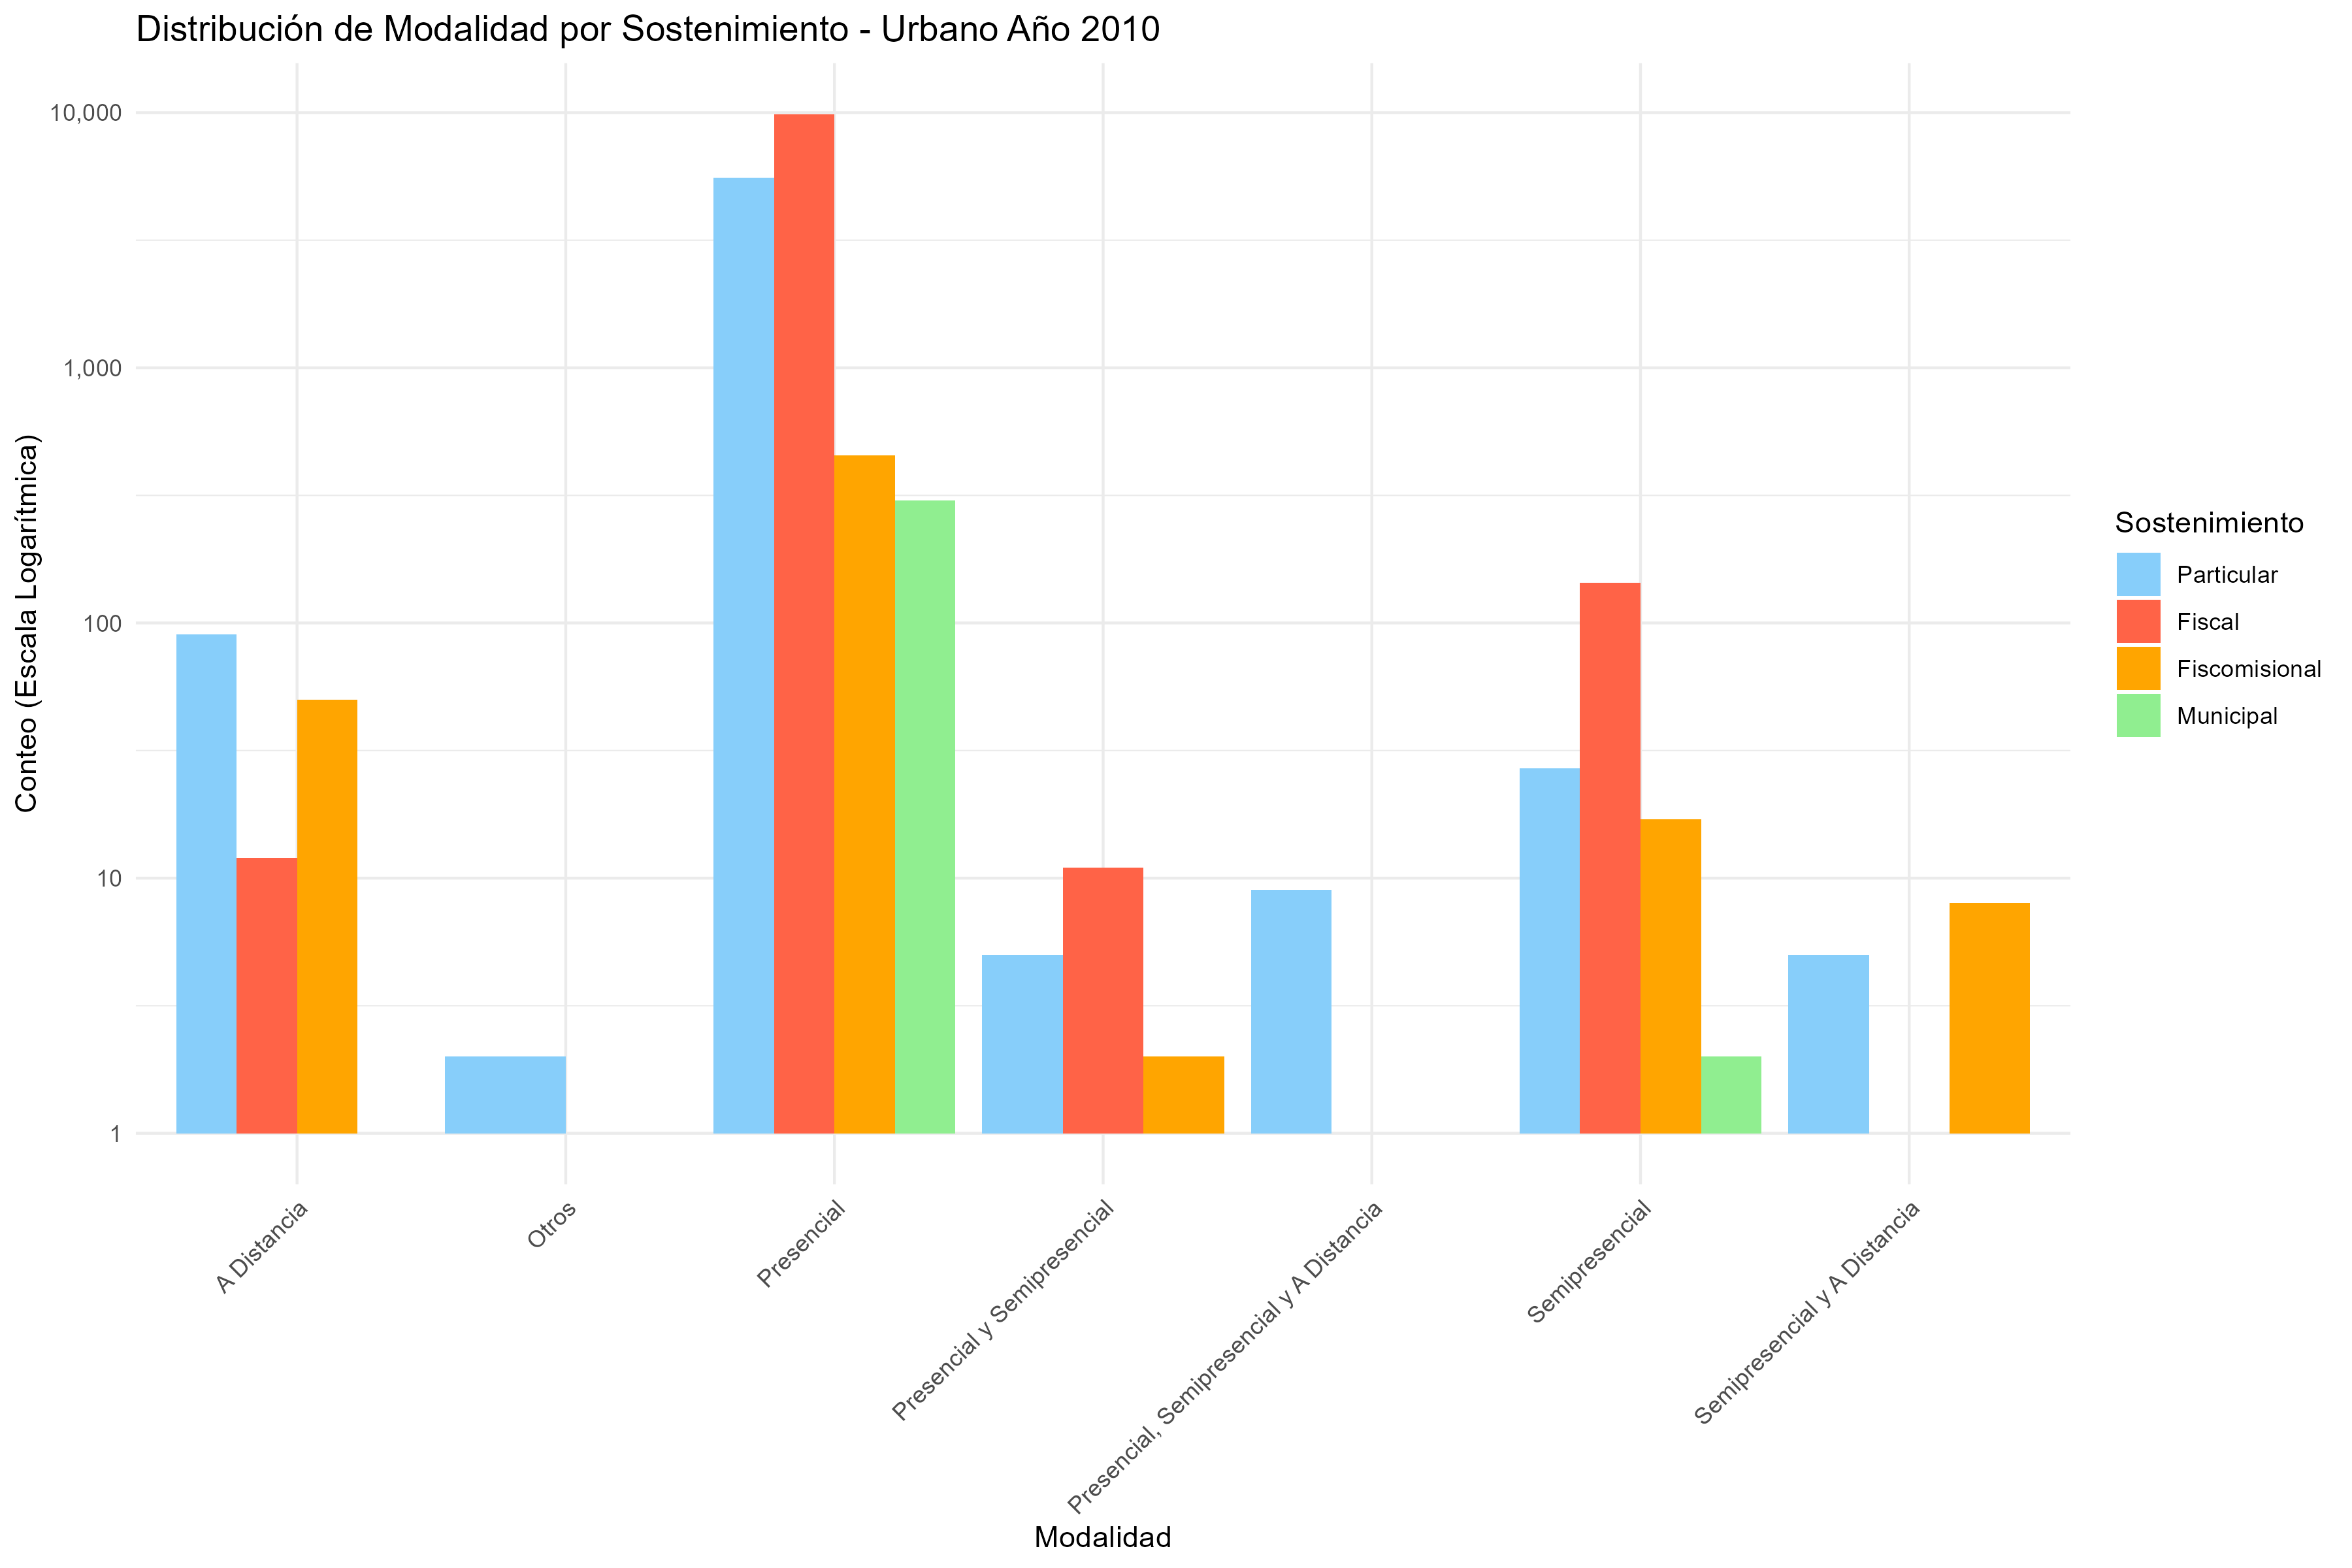 Distribución de Modalidad por Sostenimiento - Urbano Año 2010
Conteo (Escala Logarítmica)
10,000
1,000
100
10
1
A Distancia
Otros
Presencial
Presencial y Semipresencial
Presencial, Semipresencial y A Distancia
Semipresencial
Semipresencial y A Distancia
Modalidad
Sostenimiento
Particular
Fiscal
Fiscomisional
Municipal